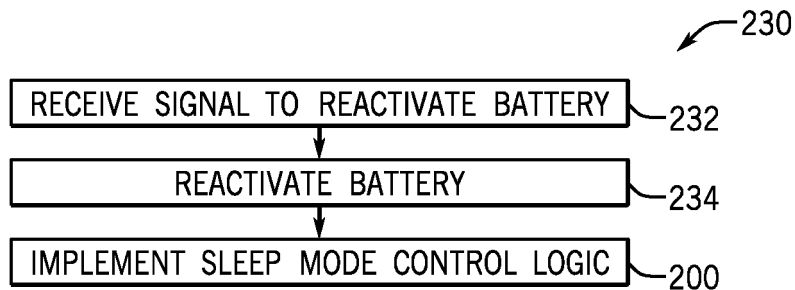 230
RECEIVE SIGNAL TO REACTIVATE BATTERY
232
REACTIVATE BATTERY
234
IMPLEMENT SLEEP MODE CONTROL LOGIC
200